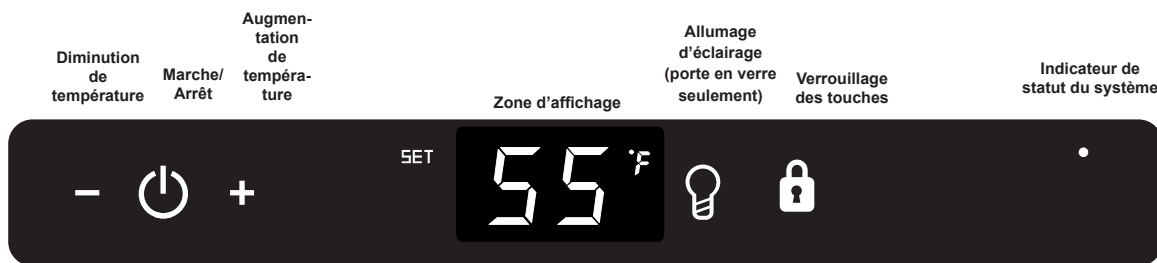 Diminution
de
température
Marche/
Arrêt
Augmen-
tation
de
tempéra-
ture
Zone d'affichage
Allumage
d'éclairage
(porte en verre
seulement)
Verrouillage
des touches
Indicateur de
statut du système
SET
55 °F